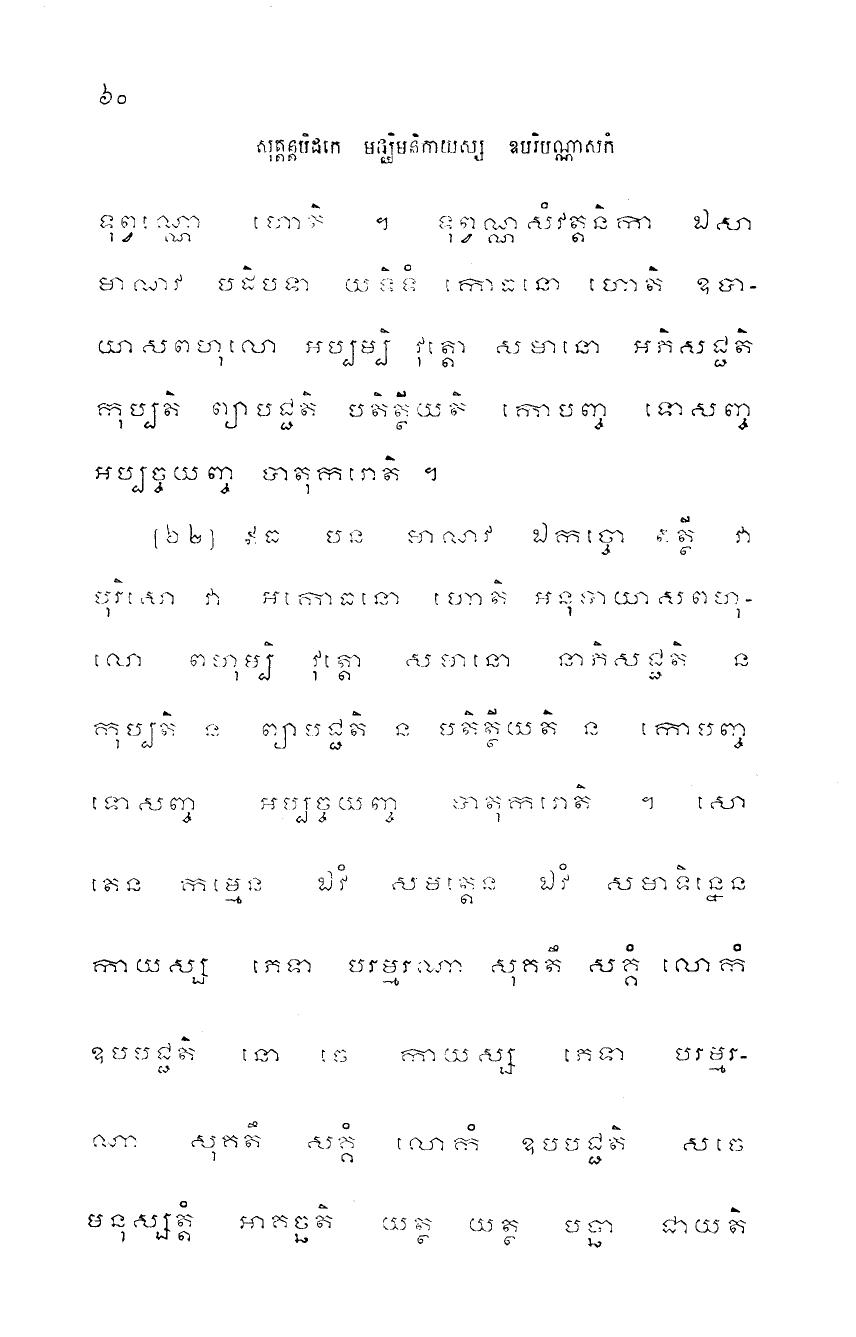 ៦០
សុត្តន្តបិដកេ មជ្ឈិមនិកាយស្ស ឧបរិបណ្ណាសកំ
ទុព្វណ្ណោ ហោតិ ។ ទុព្វណ្ណសំវត្តនិកា ឯសា
មាណវ បដិបទា យទិទំ កោធនោ ហោតិ ឧបា-
យាសពហុលោ អប្បម្បិ វុត្តោ សមានោ អភិសជ្ជតិ
កុប្បតិ ព្យាបជ្ជតិ បតិត្ថីយតិ កោបញ្ច ទោសញ្ច
អប្បច្ចយញ្ច បាតុករោតិ ។
[៦២] ឥធ បន មាណវ ឯកច្ចោ ឥត្ថី វា
បុរិសោ វា អកោធនោ ហោតិ អនុបាយាសពហុ-
លោ ពហុម្បិ វុត្តោ សមានោ នាភិសជ្ជតិ ន
កុប្បតិ ន ព្យាបជ្ជតិ ន បតិត្ថីយតិ ន កោបញ្ច
ទោសញ្ច អប្បច្ចយញ្ច បាតុករោតិ ។ សោ
តេន កម្មេន ឯវំ សមត្តេន ឯវំ សមាទិន្នេន
កាយស្ស ភេទា បរម្មរណា សុគតឹ សគ្គំ លោកំ
ឧបបជ្ជតិ នោ ចេ កាយស្ស ភេទា បរម្មរ-
ណា សុគតឹ សគ្គំ លោកំ ឧបបជ្ជតិ សចេ
មនុស្សត្តំ អាគច្ឆតិ យត្ថ យត្ថ បច្ឆា ជាយតិ